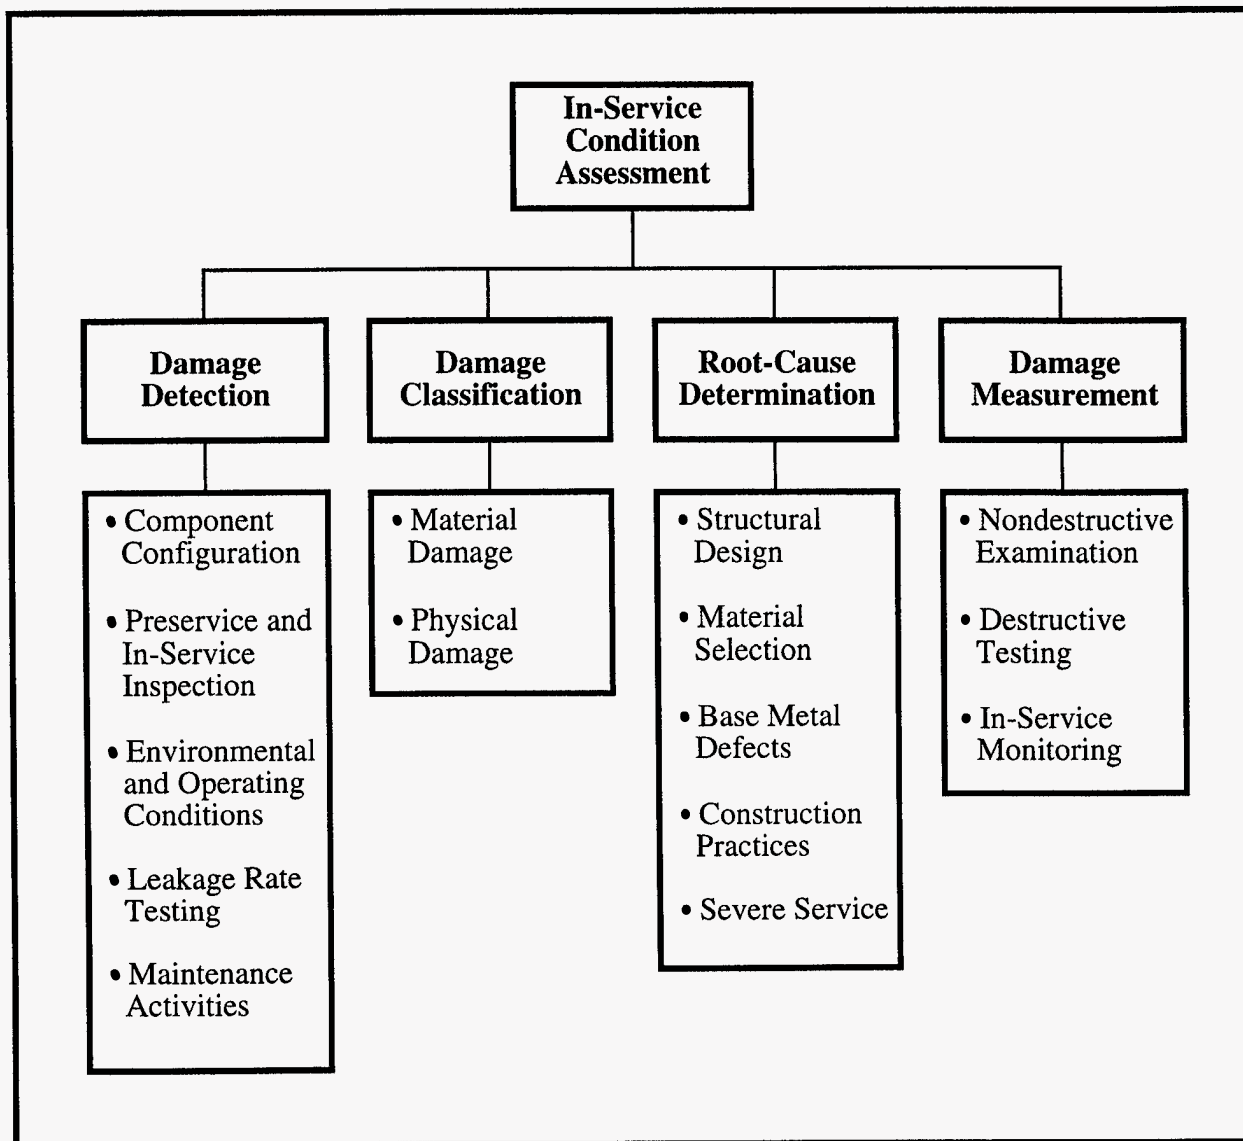 In-Service
Condition
Assessment
Damage
Detection
Damage
Classification
Root-Cause
Determination
Damage
Measurement
• Component
Configuration
• Preservice and
In-Service
Inspection
• Environmental
and Operating
Conditions
• Leakage Rate
Testing
• Maintenance
Activities
• Material
Damage
• Physical
Damage
• Structural
Design
• Material
Selection
• Base Metal
Defects
• Construction
Practices
• Severe Service
• Nondestructive
Examination
• Destructive
Testing
• In-Service
Monitoring